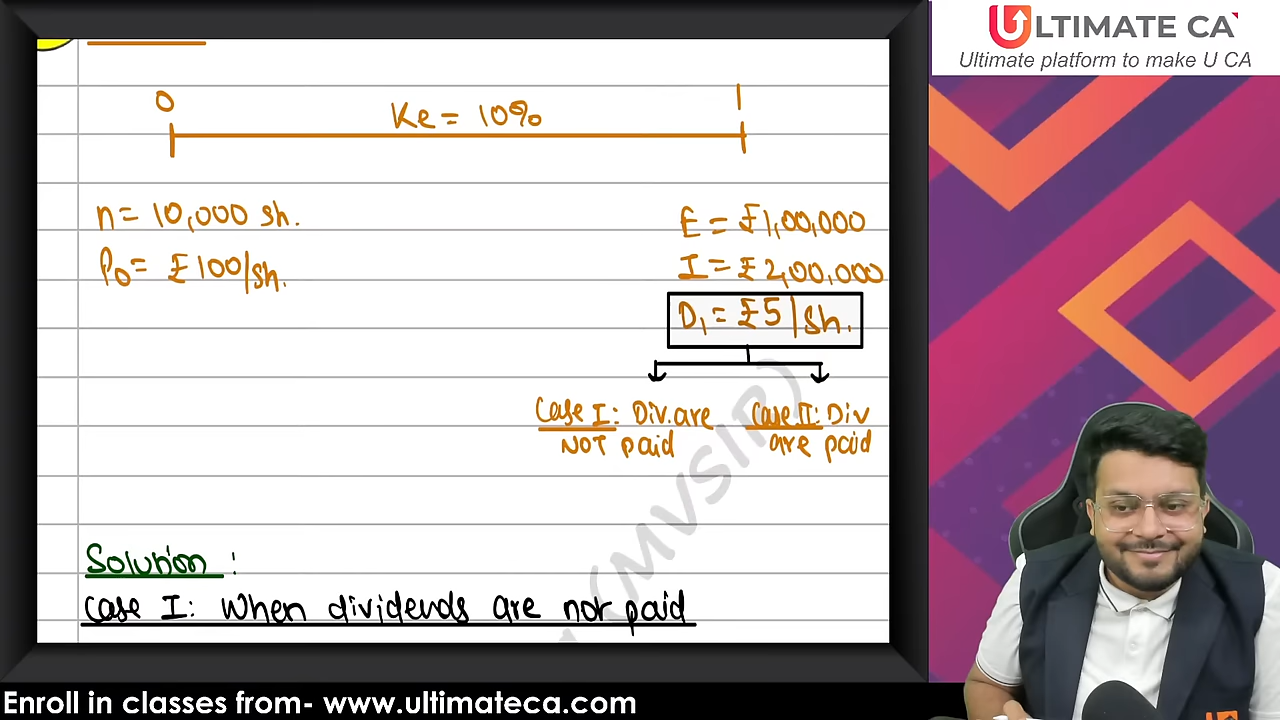 ULTIMATE CA
Ultimate platform to make U CA
0
Ke = 10%
1
n = 10,000 sh.
P0 = ₹100/sh.
E = ₹1,00,000
I = ₹2,00,000
D1 = ₹5/sh.
Case I: Div. are
NOT paid
Case II: Div
are paid
(MVSIR)
Solution :
Case I: When dividends are not paid
Enroll in classes from- www.ultimateca.com